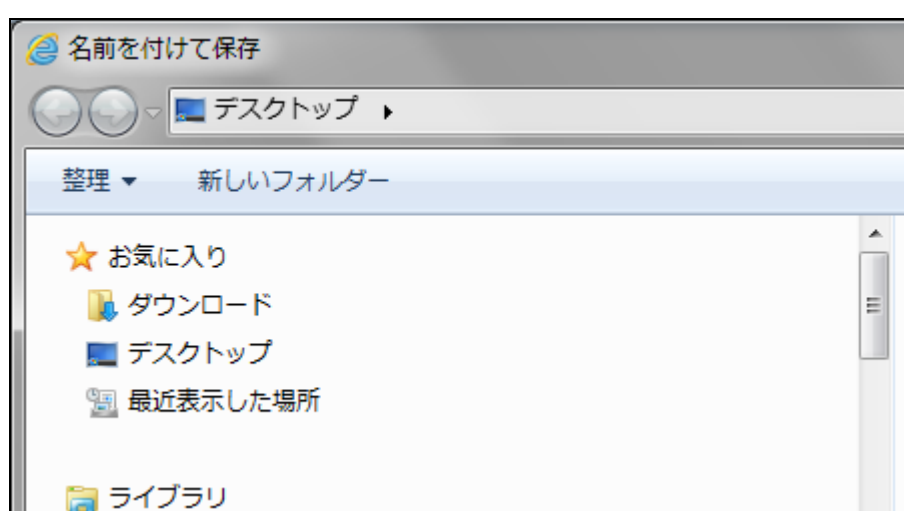 名前を付けて保存
デスクトップ
整理 新しいフォルダー
お気に入り
ダウンロード
デスクトップ
最近表示した場所
ライブラリ